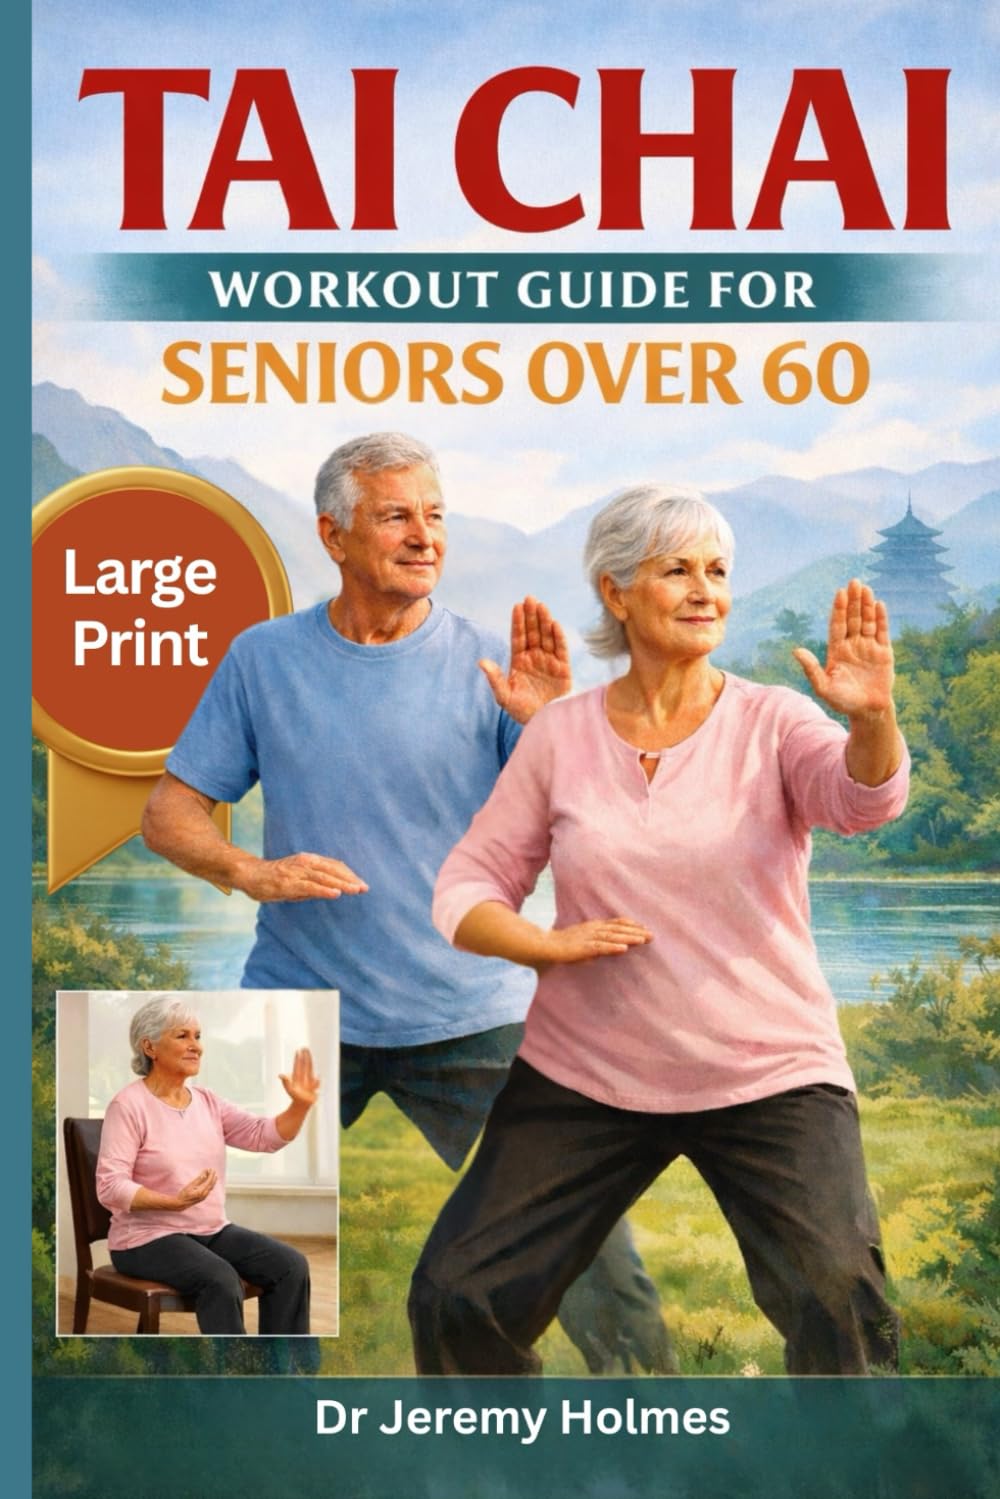 TAI CHAI
WORKOUT GUIDE FOR
SENIORS OVER 60
Large
Print
Dr Jeremy Holmes